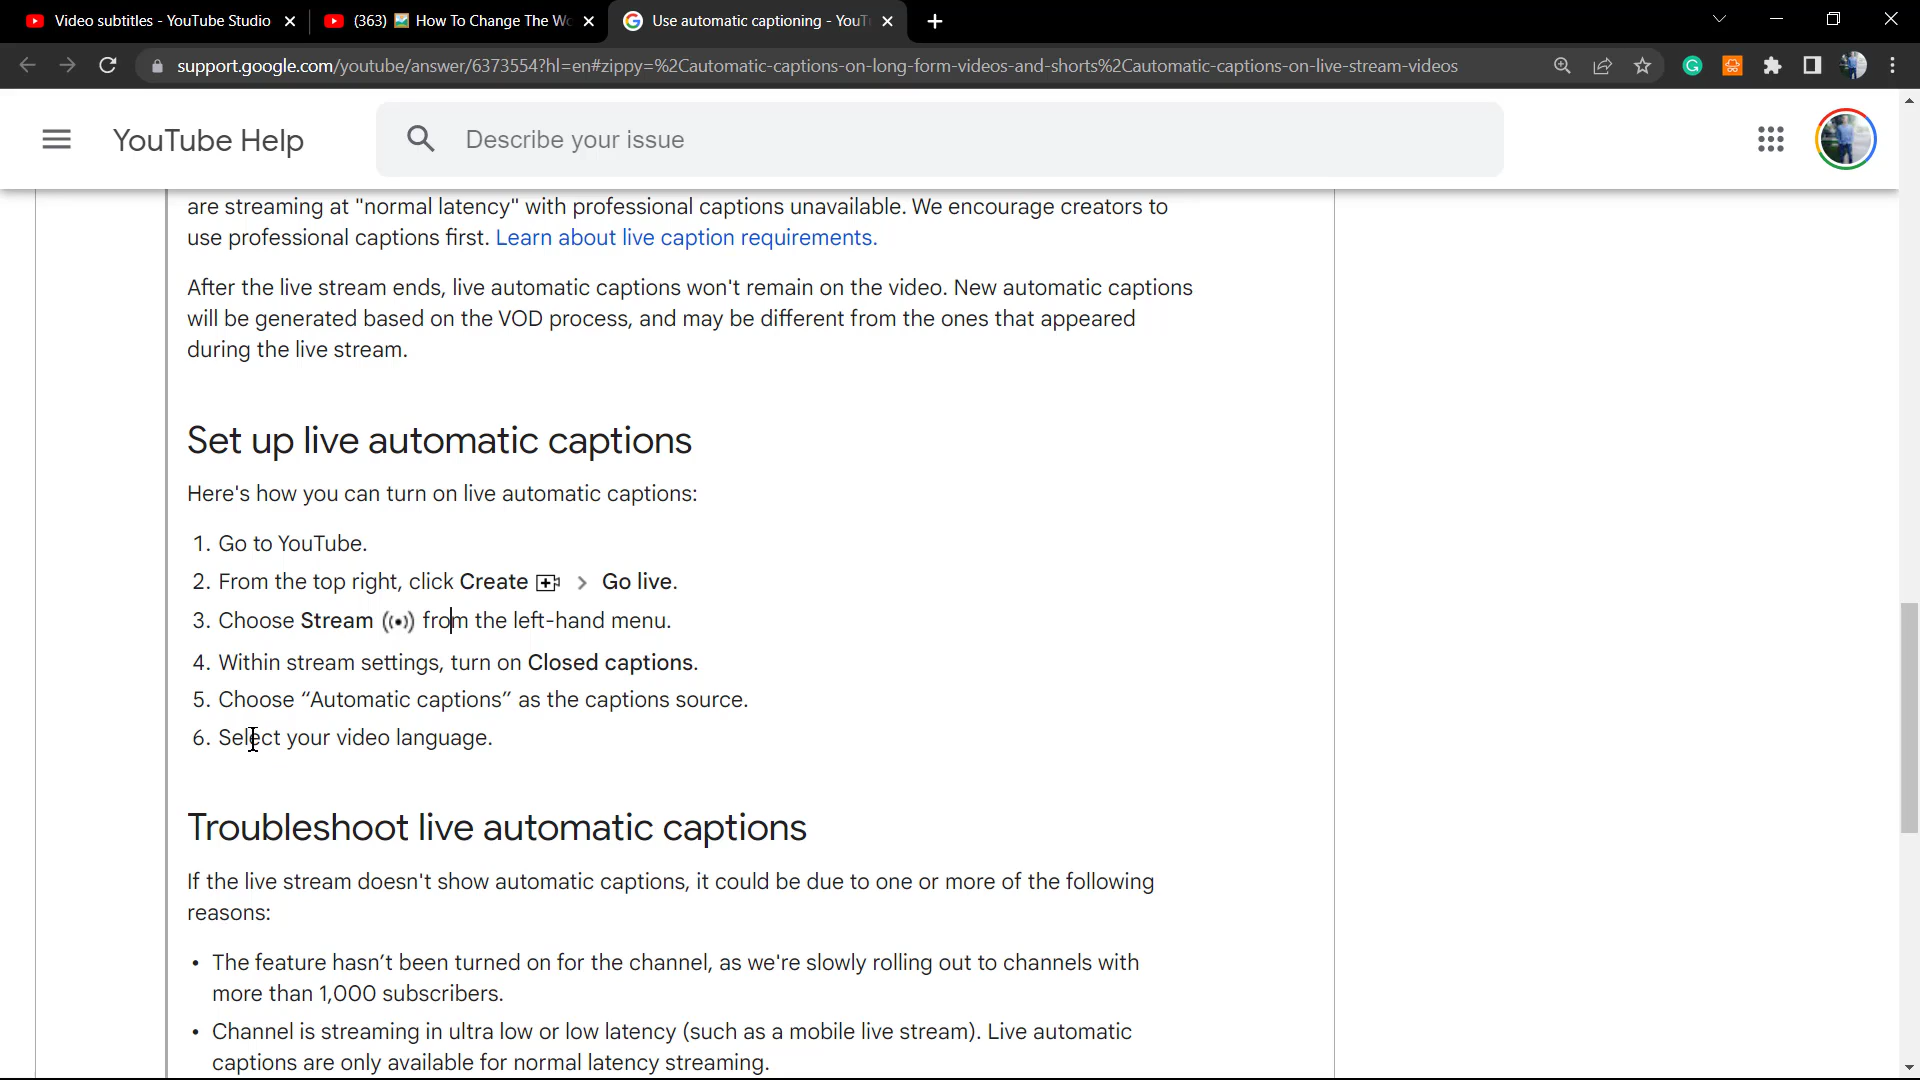 Video subtitles - YouTube Studio
(363) How To Change The Wo
Use automatic captioning - YouT
support.google.com/youtube/answer/6373554?hl=en#zippy=%2Cautomatic-captions-on-long-form-videos-and-shorts%2Cautomatic-captions-on-live-stream-videos
YouTube Help
Describe your issue
are streaming at "normal latency" with professional captions unavailable. We encourage creators to
use professional captions first. Learn about live caption requirements.
After the live stream ends, live automatic captions won't remain on the video. New automatic captions
will be generated based on the VOD process, and may be different from the ones that appeared
during the live stream.
Set up live automatic captions
Here's how you can turn on live automatic captions:
1. Go to YouTube.
2. From the top right, click Create > Go live.
3. Choose Stream from the left-hand menu.
4. Within stream settings, turn on Closed captions.
5. Choose “Automatic captions” as the captions source.
6. Select your video language.
Troubleshoot live automatic captions
If the live stream doesn't show automatic captions, it could be due to one or more of the following
reasons:
• The feature hasn’t been turned on for the channel, as we're slowly rolling out to channels with
more than 1,000 subscribers.
• Channel is streaming in ultra low or low latency (such as a mobile live stream). Live automatic
captions are only available for normal latency streaming.